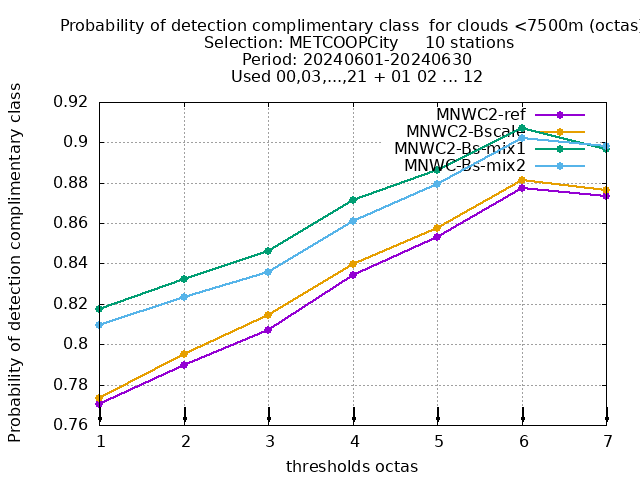 Probability of detection complimentary class  for clouds <7500m (octas)
Selection: METCOOPCity     10 stations
Period: 20240601-20240630
Used 00,03,...,21 + 01 02 ... 12
Probability of detection complimentary class
0.92
0.9
0.88
0.86
0.84
0.82
0.8
0.78
0.76
MNWC2-ref
MNWC2-Bscale
MNWC2-Bs-mix1
MNWC-Bs-mix2
1 2 3 4 5 6 7
thresholds octas